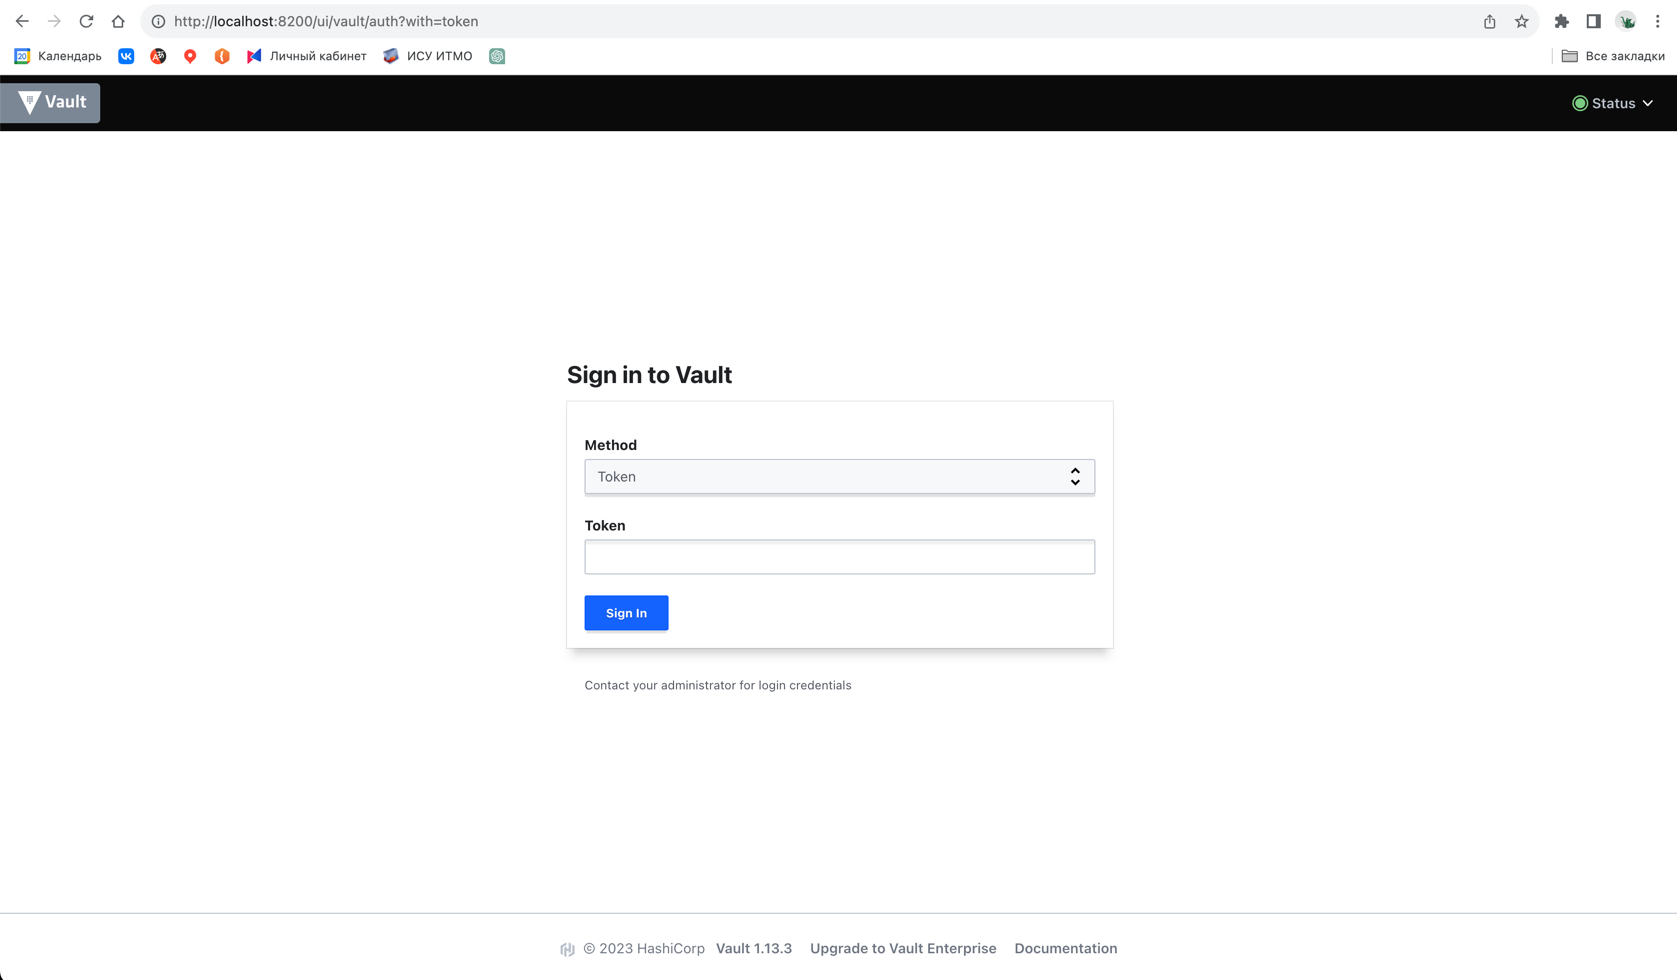 http://localhost:8200/ui/vault/auth?with=token
20 Календарь Личный кабинет ИСУ ИТМО Все закладки
Vault Status
Sign in to Vault
Method
Token
Token
Sign In
Contact your administrator for login credentials
© 2023 HashiCorp Vault 1.13.3 Upgrade to Vault Enterprise Documentation